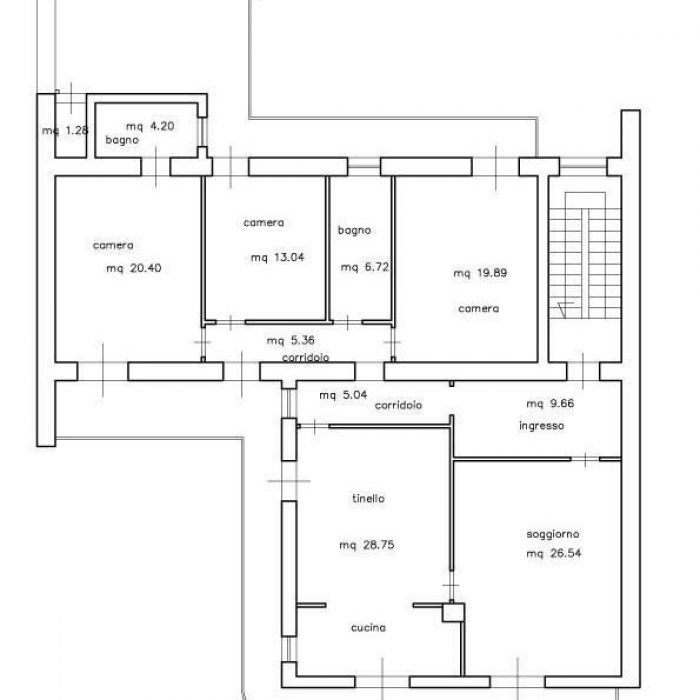 mq 1.28
mq 4.20
bagno
camera
mq 20.40
camera
mq 13.04
bagno
mq 6.72
mq 19.89
camera
mq 5.36
corridoio
mq 5.04
corridoio
mq 9.66
ingresso
tinello
mq 28.75
soggiorno
mq 26.54
cucina